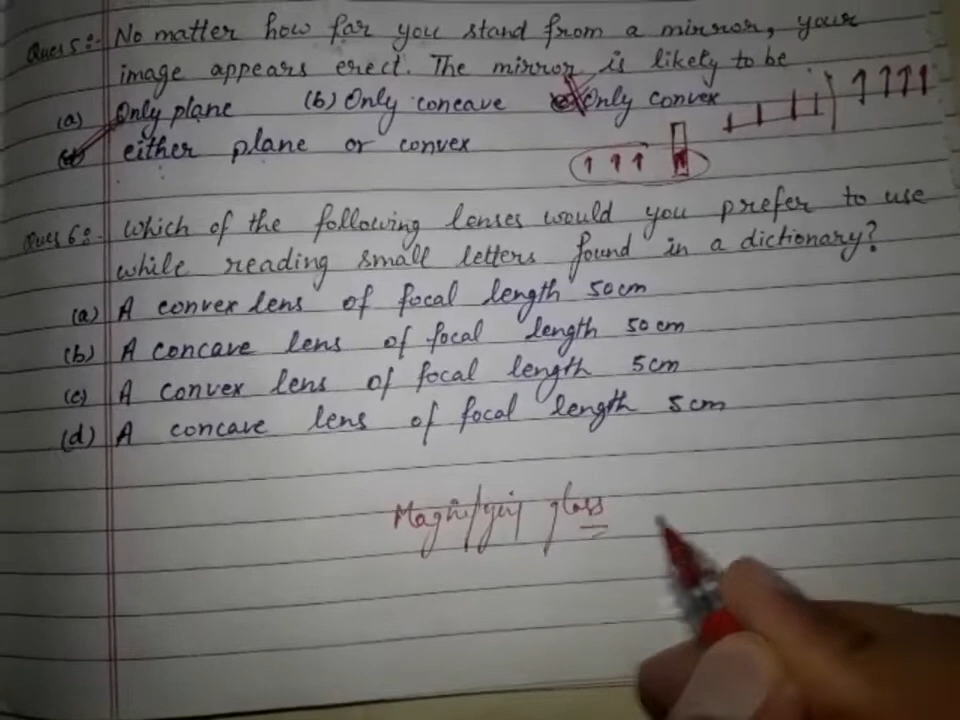 Ques 5:- No matter how far you stand from a mirror, your
image appears erect. The mirror is likely to be
(a) Only plane (b) Only concave (c) Only convex
(d) either plane or convex
Ques 6:- Which of the following lenses would you prefer to use
while reading small letters found in a dictionary?
(a) A convex lens of focal length 50cm
(b) A concave lens of focal length 50 cm
(c) A convex lens of focal length 5cm
(d) A concave lens of focal length 5cm
Magnifying glass